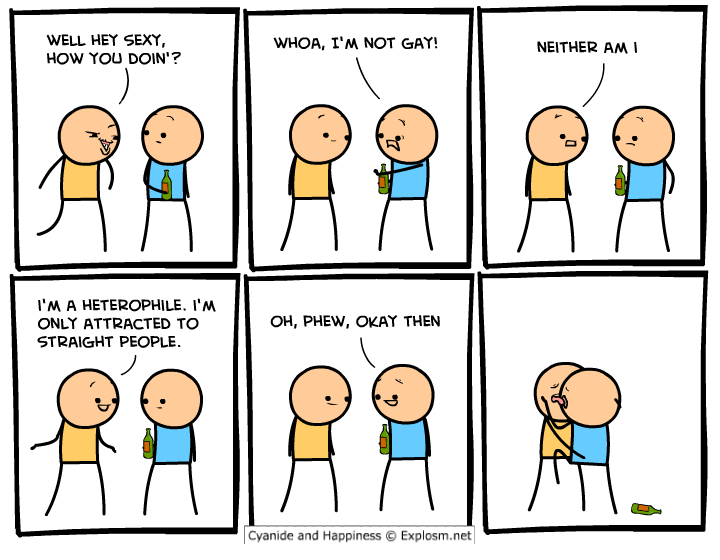 WELL HEY SEXY,
HOW YOU DOIN'?
WHOA, I'M NOT GAY!
NEITHER AM I
I'M A HETEROPHILE. I'M
ONLY ATTRACTED TO
STRAIGHT PEOPLE.
OH, PHEW, OKAY THEN
Cyanide and Happiness © Explosm.net